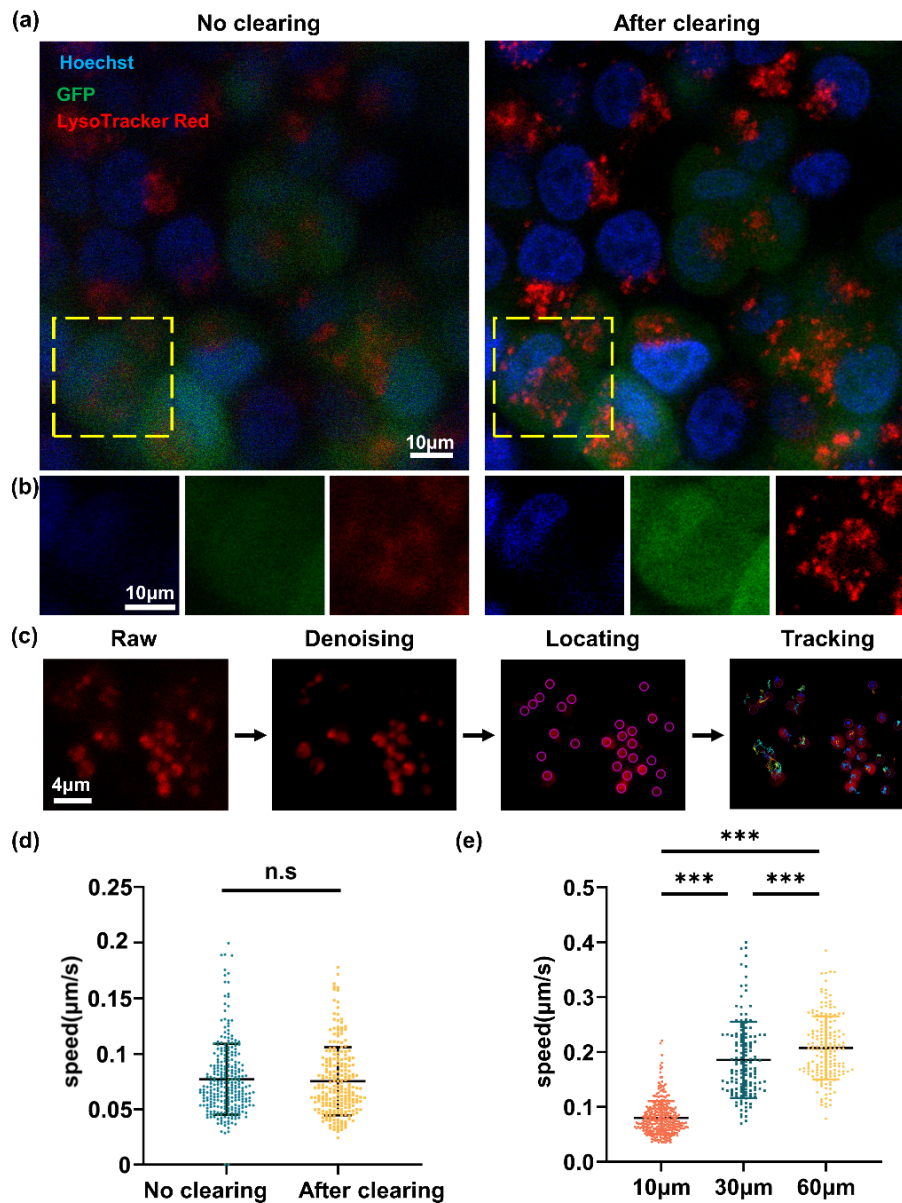 (a)
No clearing
After clearing
Hoechst
GFP
LysoTracker Red
10μm
(b)
10μm
(c)
Raw
Denoising
Locating
Tracking
4μm
(d)
n.s
speed(μm/s)
0.25
0.2
0.15
0.1
0.05
0
No clearing
After clearing
(e)
***
***
***
speed(μm/s)
0.5
0.4
0.3
0.2
0.1
0.0
10μm
30μm
60μm